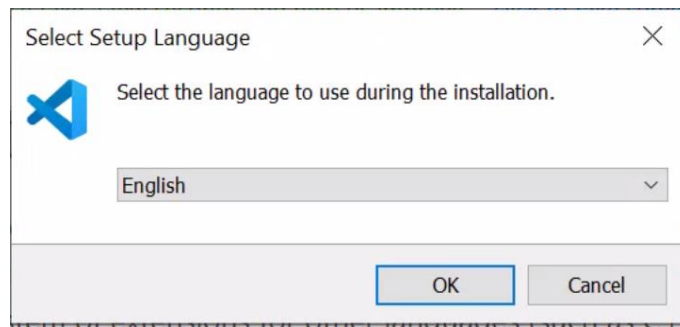 Select Setup Language
Select the language to use during the installation.
English
OK
Cancel